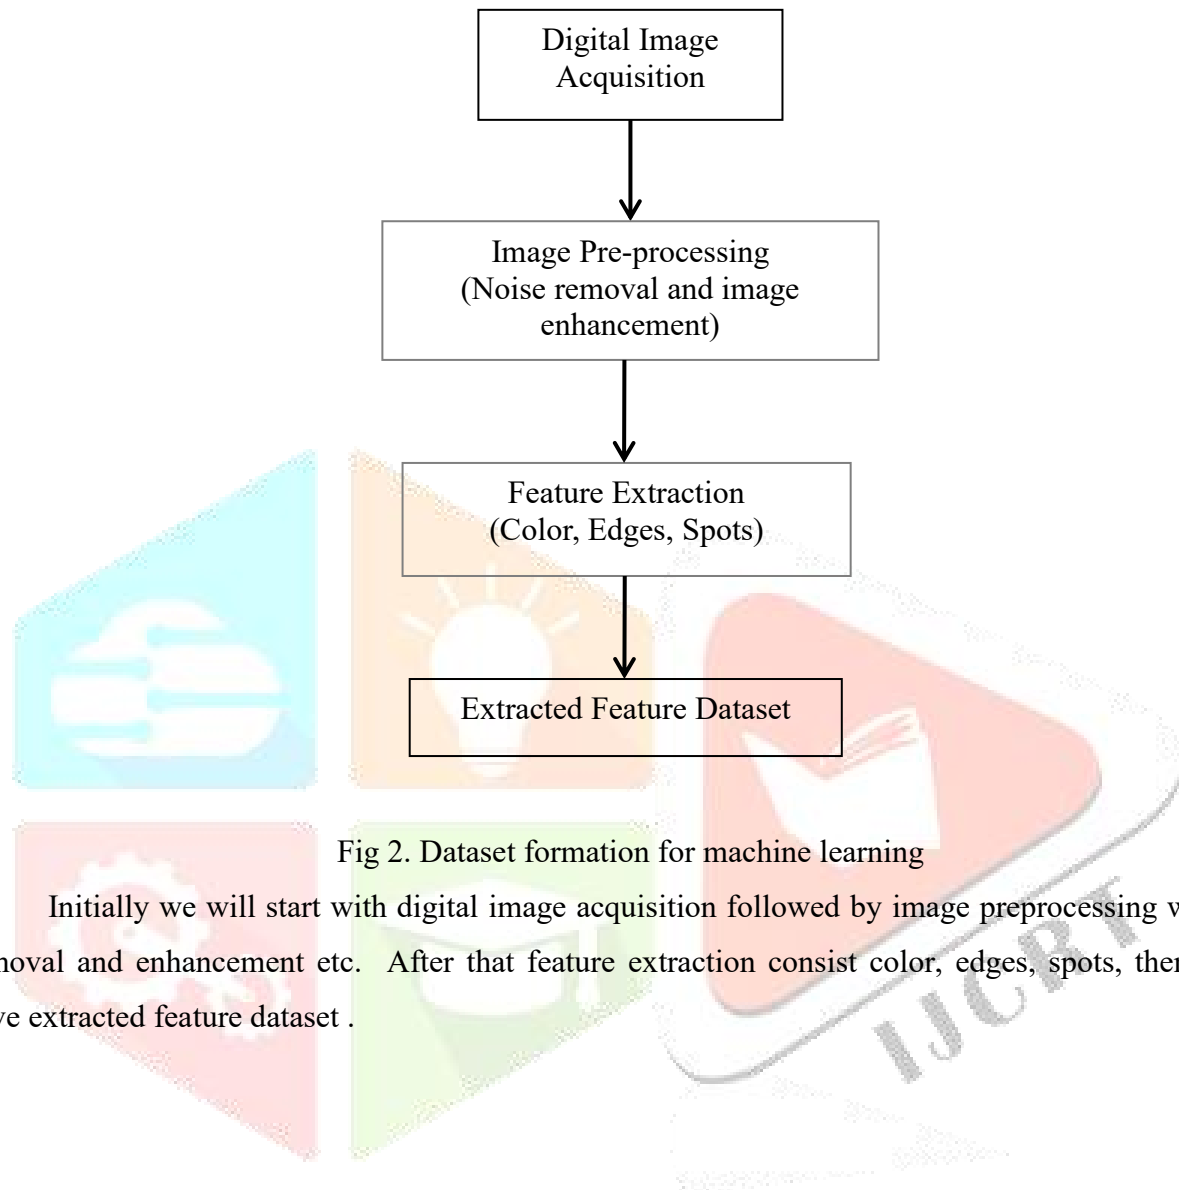 Digital Image
Acquisition
Image Pre-processing
(Noise removal and image
enhancement)
Feature Extraction
(Color, Edges, Spots)
Extracted Feature Dataset
Fig 2. Dataset formation for machine learning
Initially we will start with digital image acquisition followed by image preprocessing
and enhancement etc. After that feature extraction consist color, edges, spots,
extracted feature dataset .
IJCRT